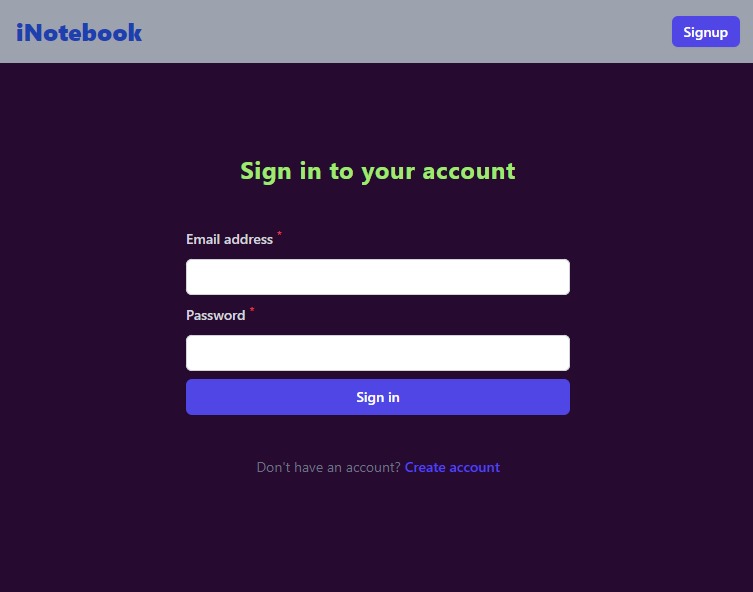 iNotebook
Signup
Sign in to your account
Email address *
Password *
Sign in
Don't have an account? Create account